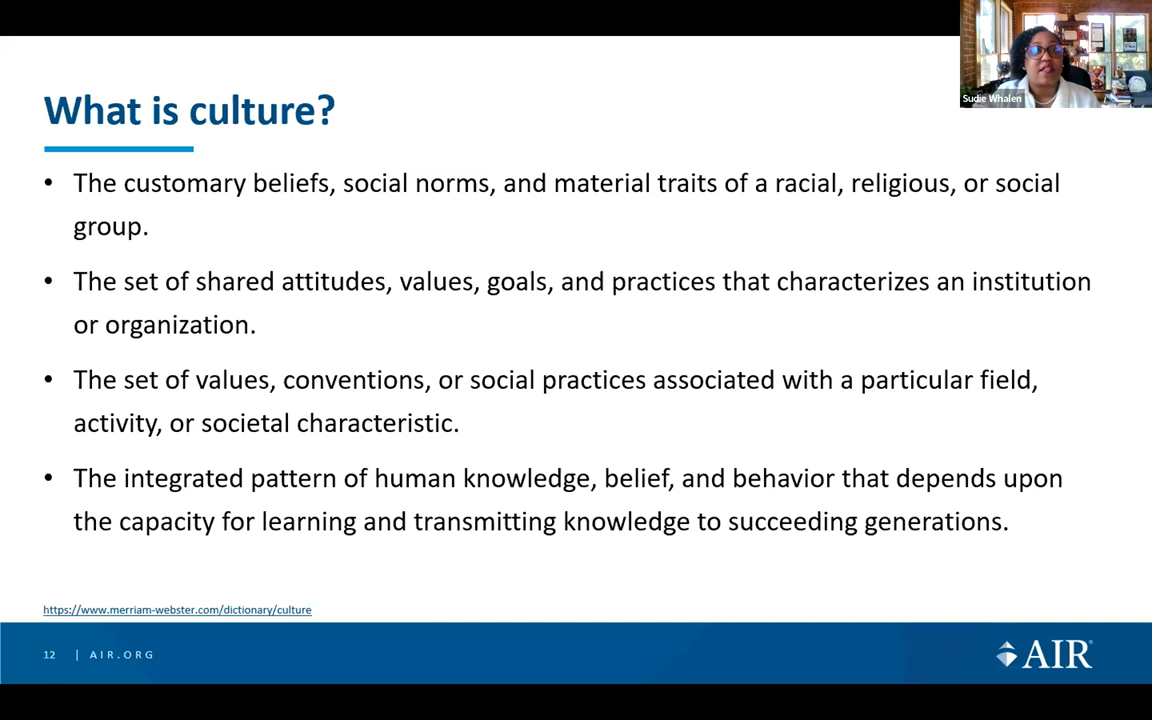 Sudie Whalen
What is culture?
• The customary beliefs, social norms, and material traits of a racial, religious, or social
group.
• The set of shared attitudes, values, goals, and practices that characterizes an institution
or organization.
• The set of values, conventions, or social practices associated with a particular field,
activity, or societal characteristic.
• The integrated pattern of human knowledge, belief, and behavior that depends upon
the capacity for learning and transmitting knowledge to succeeding generations.
https://www.merriam-webster.com/dictionary/culture
12 | AIR.ORG
AIR®